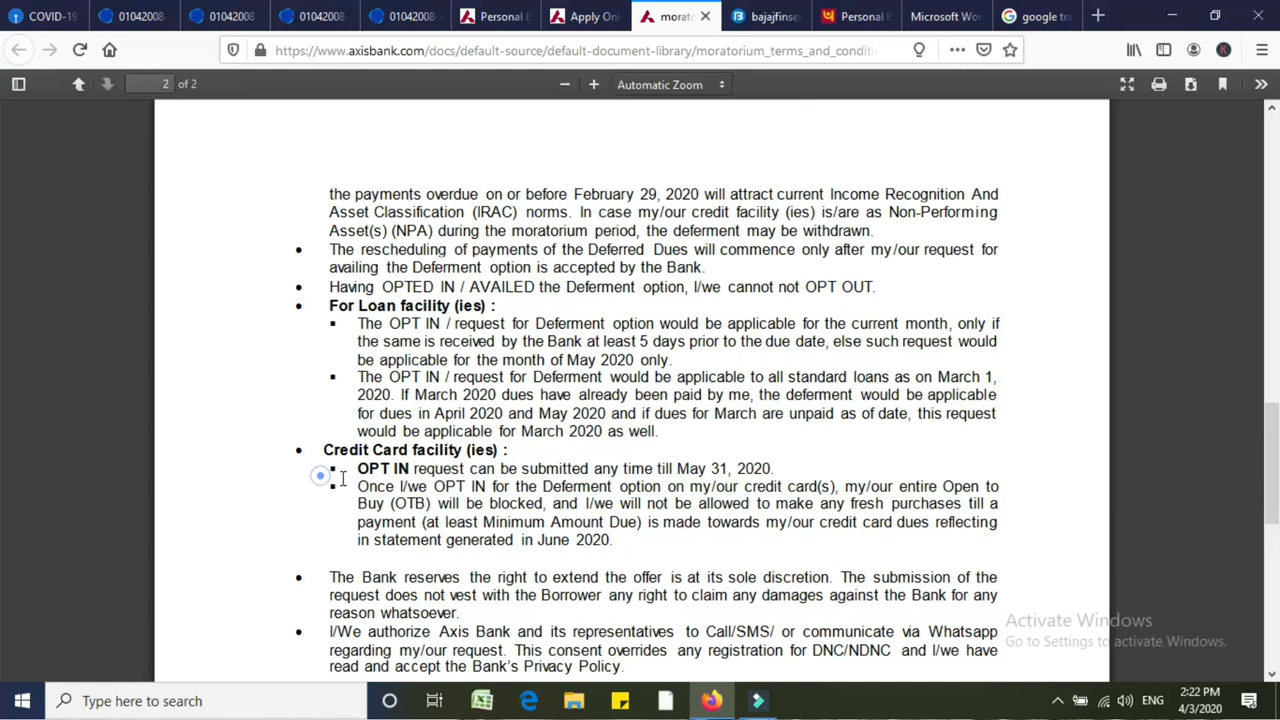 COVID-19
01042008-
01042008-
01042008-
01042008-
Personal B
Apply Onl
morato
bajajfinser
Personal B
Microsoft Wor
google tra
https://www.axisbank.com/docs/default-source/default-document-library/moratorium_terms_and_conditi
2 of 2
Automatic Zoom
the payments overdue on or before February 29, 2020 will attract current Income Recognition And
Asset Classification (IRAC) norms. In case my/our credit facility (ies) is/are as Non-Performing
Asset(s) (NPA) during the moratorium period, the deferment may be withdrawn.
• The rescheduling of payments of the Deferred Dues will commence only after my/our request for
availing the Deferment option is accepted by the Bank.
• Having OPTED IN / AVAILED the Deferment option, I/we cannot not OPT OUT.
• For Loan facility (ies) :
▪ The OPT IN / request for Deferment option would be applicable for the current month, only if
the same is received by the Bank at least 5 days prior to the due date, else such request would
be applicable for the month of May 2020 only.
▪ The OPT IN / request for Deferment would be applicable to all standard loans as on March 1,
2020. If March 2020 dues have already been paid by me, the deferment would be applicable
for dues in April 2020 and May 2020 and if dues for March are unpaid as of date, this request
would be applicable for March 2020 as well.
• Credit Card facility (ies) :
▪ OPT IN request can be submitted any time till May 31, 2020.
▪ Once I/we OPT IN for the Deferment option on my/our credit card(s), my/our entire Open to
Buy (OTB) will be blocked, and I/we will not be allowed to make any fresh purchases till a
payment (at least Minimum Amount Due) is made towards my/our credit card dues reflecting
in statement generated in June 2020.
• The Bank reserves the right to extend the offer is at its sole discretion. The submission of the
request does not vest with the Borrower any right to claim any damages against the Bank for any
reason whatsoever.
• I/We authorize Axis Bank and its representatives to Call/SMS/ or communicate via Whatsapp
regarding my/our request. This consent overrides any registration for DNC/NDNC and I/we have
read and accept the Bank's Privacy Policy.
Activate Windows
Go to Settings to activate Windows.
Type here to search
ENG
2:22 PM
4/3/2020